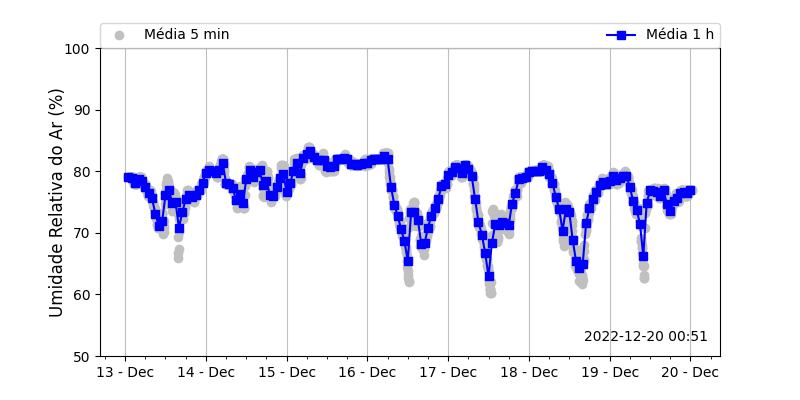 Média 5 min
Média 1 h
100
90
80
70
60
50
Umidade Relativa do Ar (%)
2022-12-20 00:51
13 - Dec
14 - Dec
15 - Dec
16 - Dec
17 - Dec
18 - Dec
19 - Dec
20 - Dec